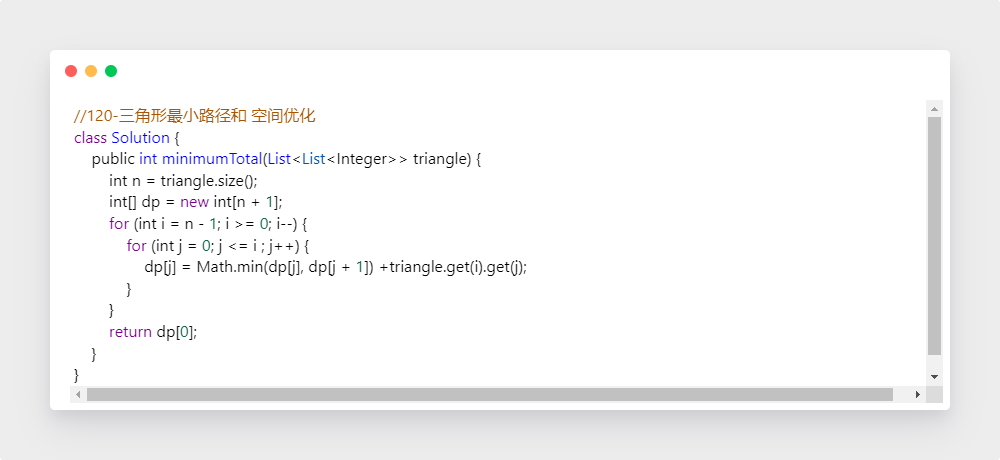 //120-三角形最小路径和 空间优化
class Solution {
    public int minimumTotal(List<List<Integer>> triangle) {
        int n = triangle.size();
        int[] dp = new int[n + 1];
        for (int i = n - 1; i >= 0; i--) {
            for (int j = 0; j <= i ; j++) {
                dp[j] = Math.min(dp[j], dp[j + 1]) +triangle.get(i).get(j);
            }
        }
        return dp[0];
    }
}